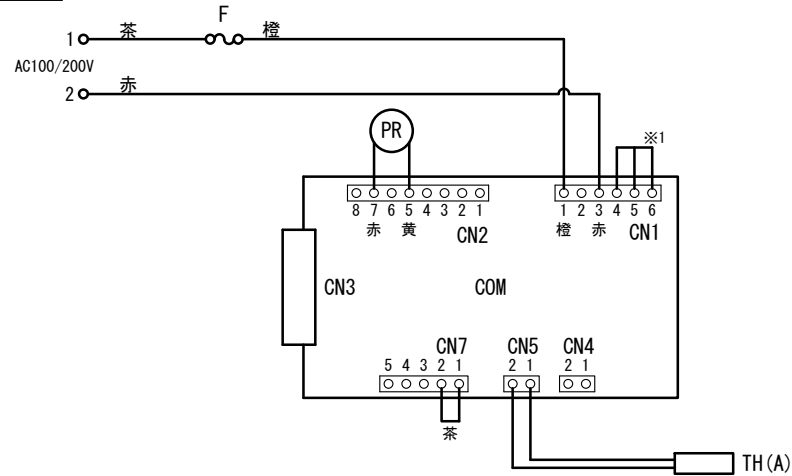 F
1 茶 橙
AC100/200V
2 赤
PR
※1
8 7 6 5 4 3 2 1
1 2 3 4 5 6
赤 黄
橙 赤
CN2
CN1
CN3
COM
CN7
CN5
CN4
5 4 3 2 1
2 1
2 1
茶
TH(A)